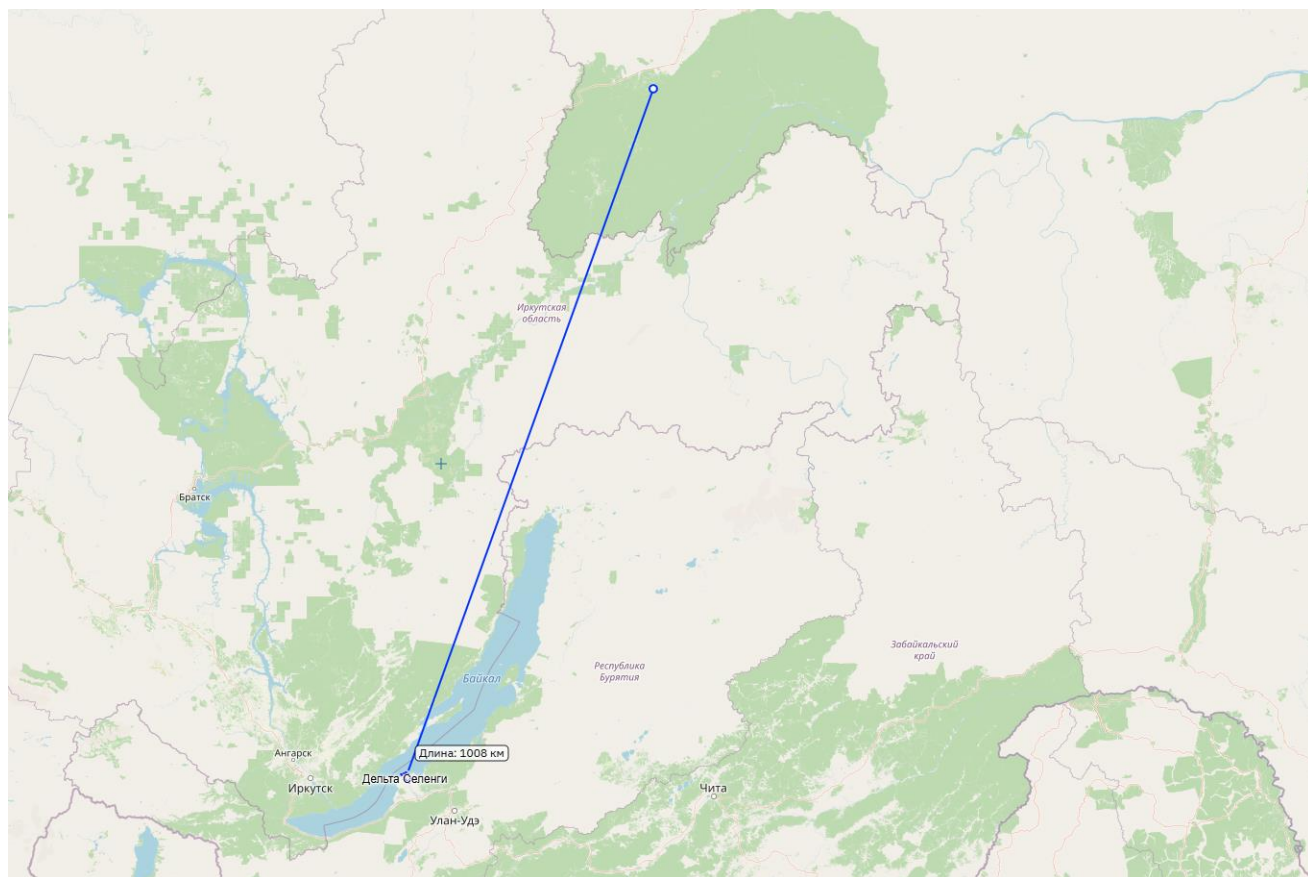 Иркутская
область
Братск
Забайкальский
край
Республика
Бурятия
Байкал
Ангарск
Длина: 1008 км
Иркутск
Дельта Селенги
Чита
Улан-Удэ